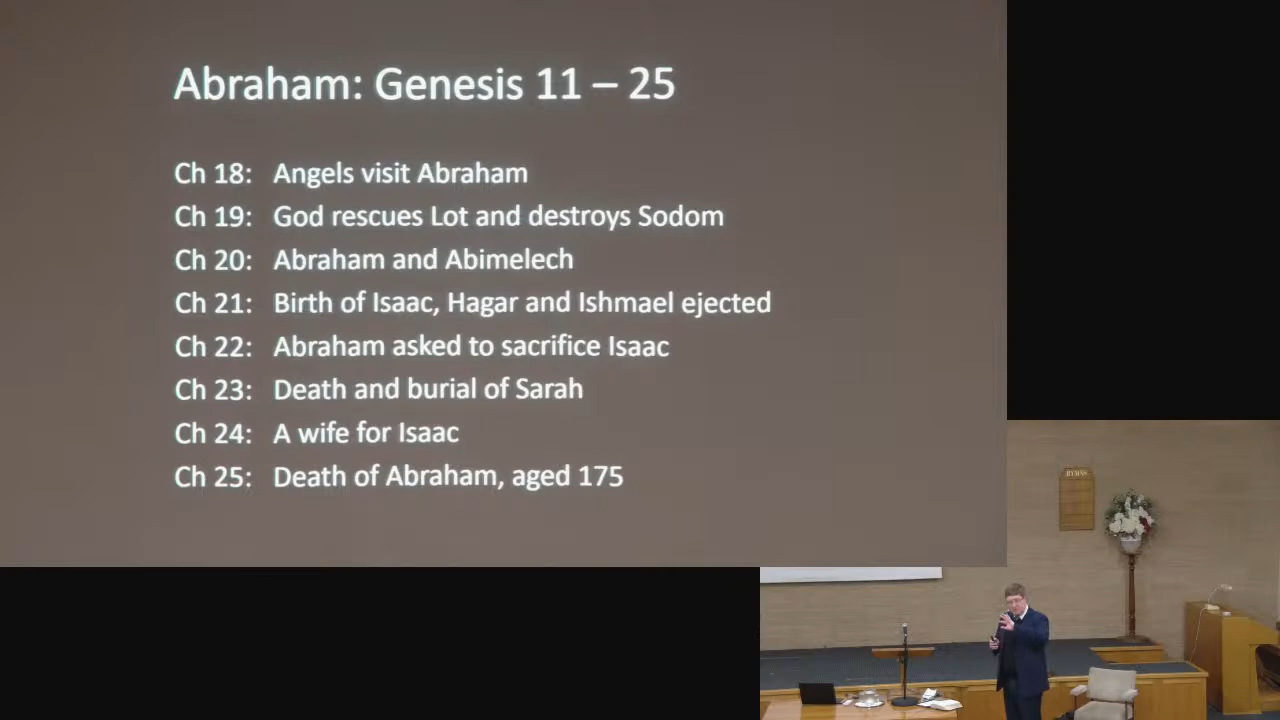 Abraham: Genesis 11 – 25
Ch 18: Angels visit Abraham
Ch 19: God rescues Lot and destroys Sodom
Ch 20: Abraham and Abimelech
Ch 21: Birth of Isaac, Hagar and Ishmael ejected
Ch 22: Abraham asked to sacrifice Isaac
Ch 23: Death and burial of Sarah
Ch 24: A wife for Isaac
Ch 25: Death of Abraham, aged 175
HYMNS